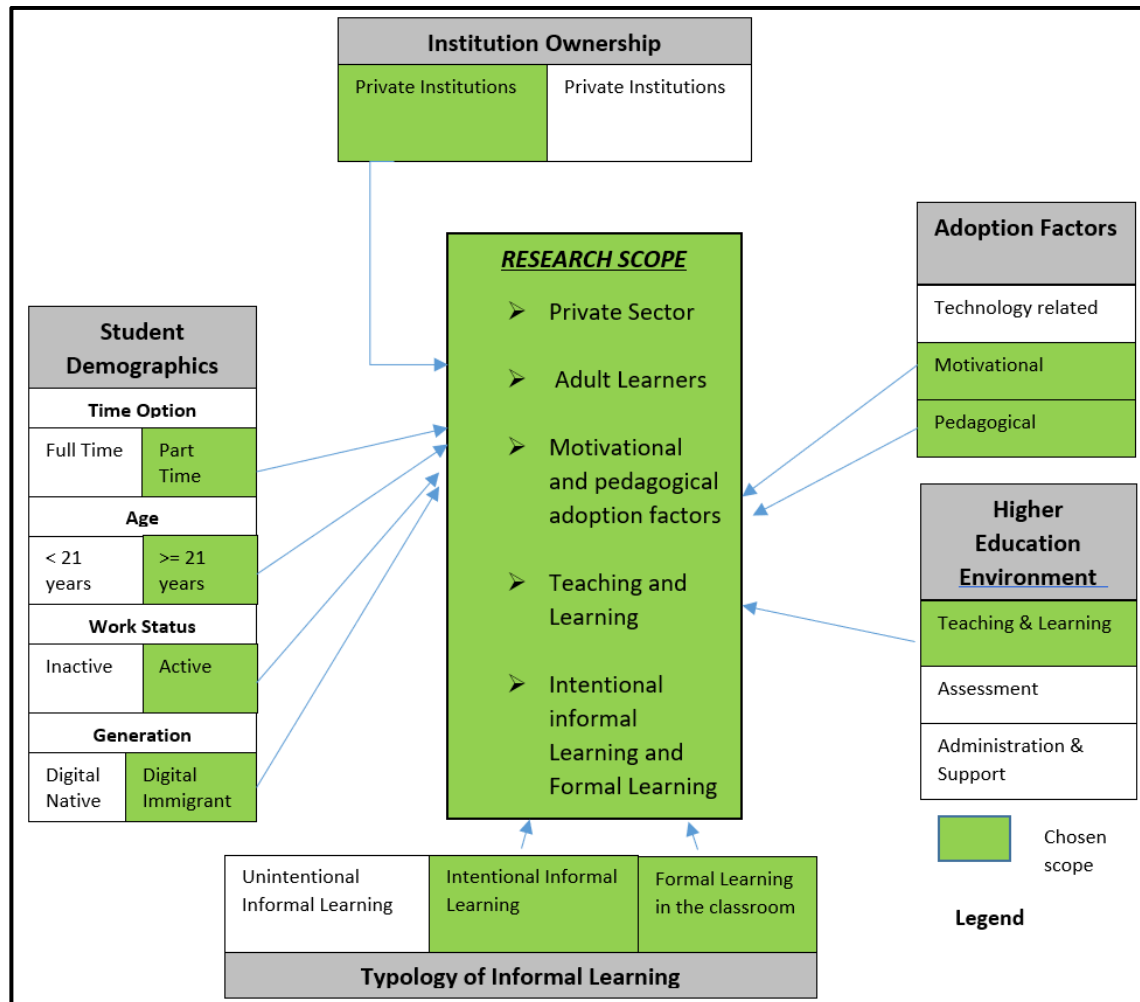 Institution Ownership
Private Institutions
Private Institutions
Adoption Factors
Technology related
Motivational
Pedagogical
RESEARCH SCOPE
➢ Private Sector
➢ Adult Learners
➢ Motivational
and pedagogical
adoption factors
➢ Teaching and
Learning
➢ Intentional
informal
Learning and
Formal Learning
Student
Demographics
Time Option
Full Time
Part
Time
Age
< 21
years
>= 21
years
Work Status
Inactive
Active
Generation
Digital
Native
Digital
Immigrant
Higher
Education
Environment
Teaching & Learning
Assessment
Administration &
Support
Chosen
scope
Legend
Unintentional
Informal Learning
Intentional Informal
Learning
Formal Learning
in the classroom
Typology of Informal Learning